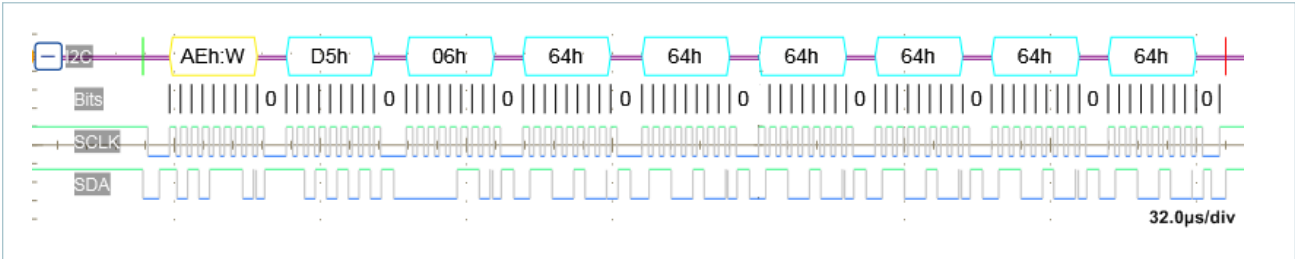 I2C AEh:W D5h 06h 64h 64h 64h 64h 64h 64h
Bits 0 0 0 0 0 0 0 0 0
SCLK
SDA
32.0µs/div